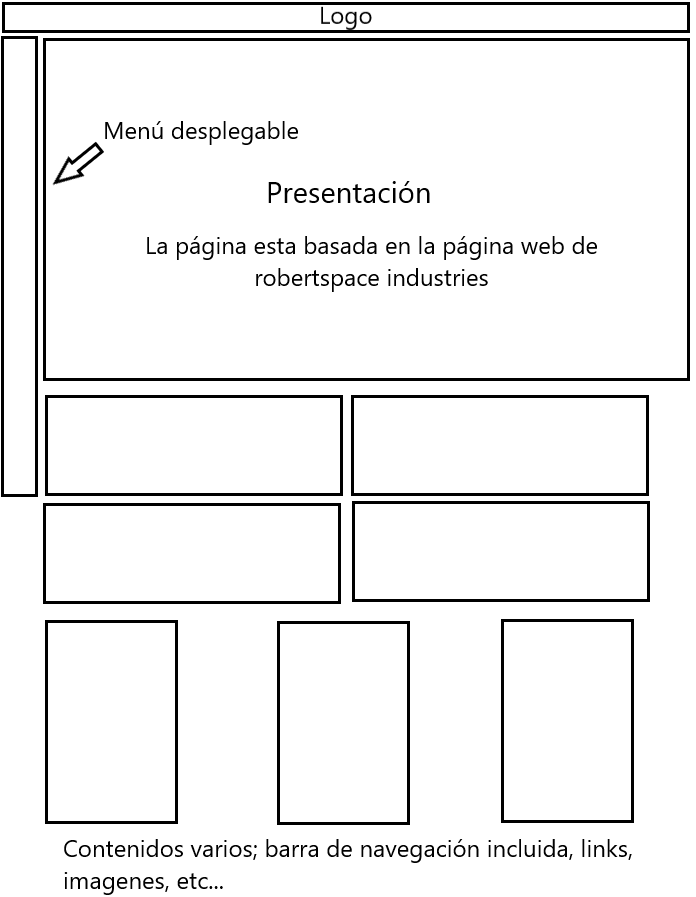 Logo
Menú desplegable
Presentación
La página esta basada en la página web de
robertspace industries
Contenidos varios; barra de navegación incluida, links,
imagenes, etc...